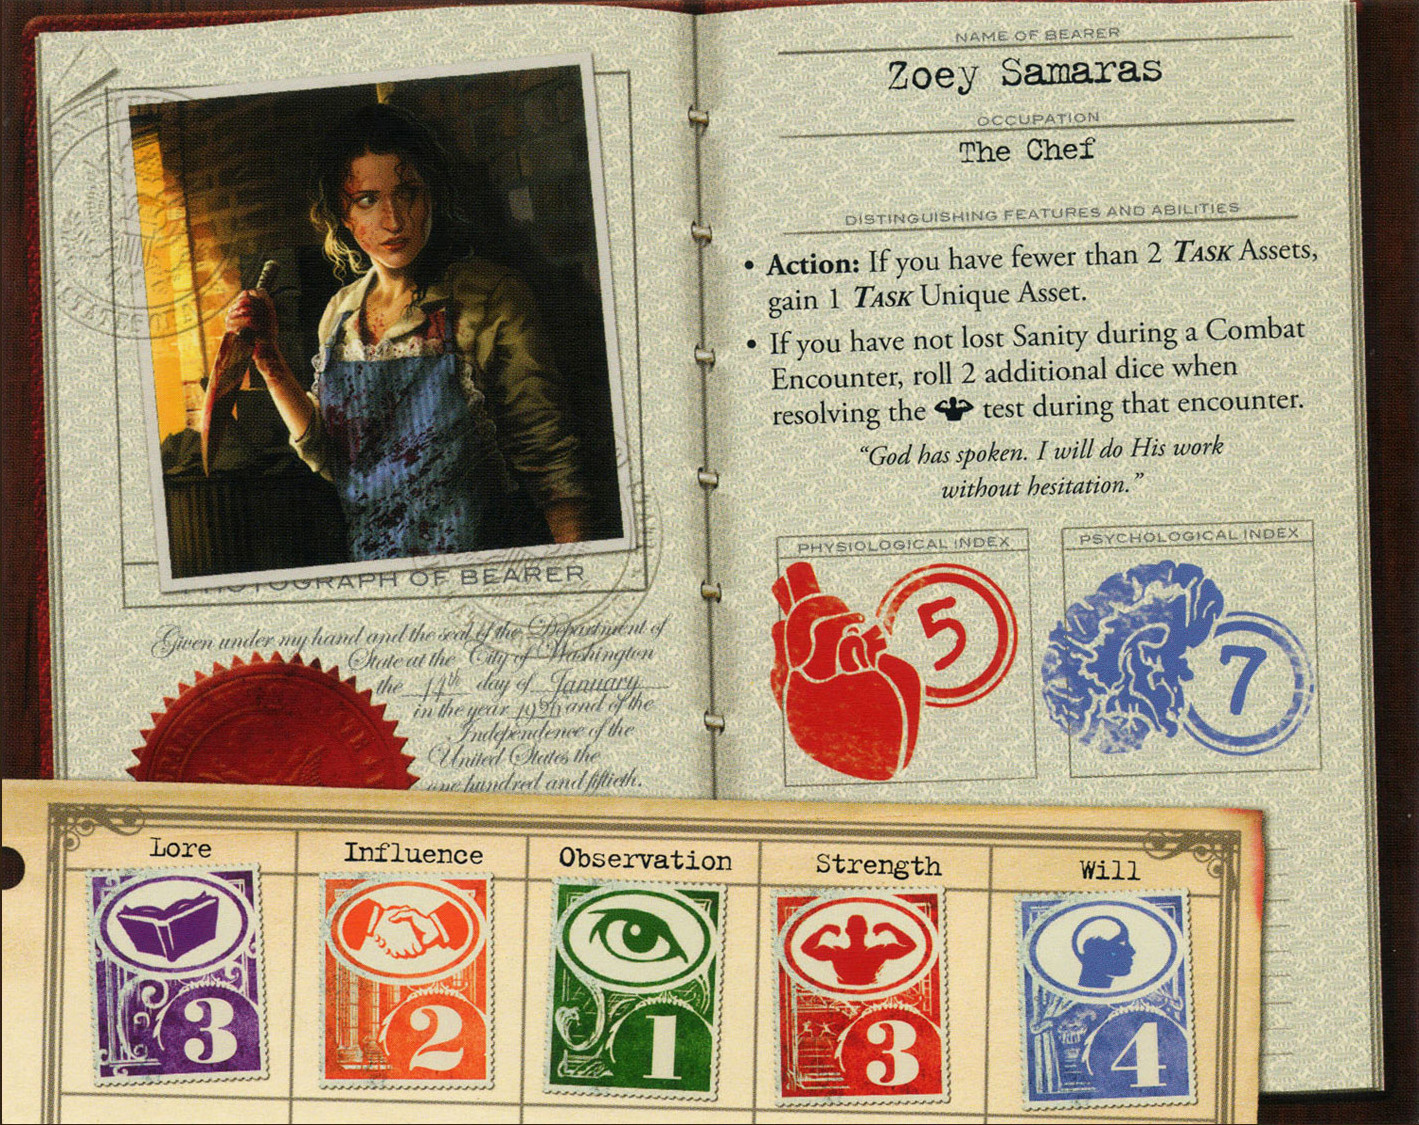 NAME OF BEARER
Zoey Samaras
OCCUPATION
The Chef
DISTINGUISHING FEATURES AND ABILITIES
• Action: If you have fewer than 2 TASK Assets,
gain 1 TASK Unique Asset.
• If you have not lost Sanity during a Combat
Encounter, roll 2 additional dice when
resolving the test during that encounter.
“God has spoken. I will do His work
without hesitation.”
PHYSIOLOGICAL INDEX
5
PSYCHOLOGICAL INDEX
7
PHOTOGRAPH OF BEARER
Given under my hand and the seal of the Department of
State at the City of Washington
the 14th day of January
in the year 1926 and of the
Independence of the
United States the
one hundred and fiftieth.
Lore
Influence
Observation
Strength
Will
3
2
1
3
4